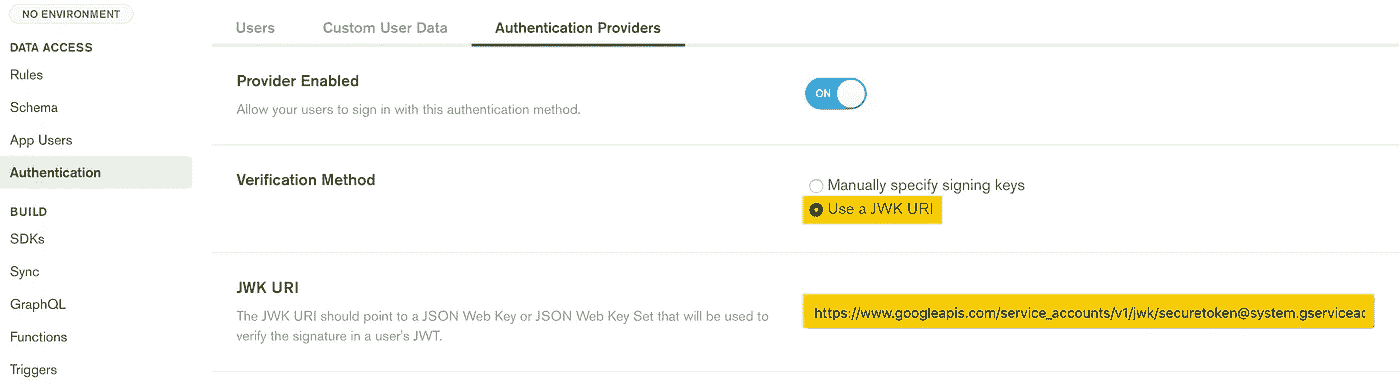 NO ENVIRONMENT
DATA ACCESS
Rules
Schema
App Users
Authentication
BUILD
SDKs
Sync
GraphQL
Functions
Triggers
Users
Custom User Data
Authentication Providers
Provider Enabled
Allow your users to sign in with this authentication method.
ON
Verification Method
Manually specify signing keys
Use a JWK URI
JWK URI
The JWK URI should point to a JSON Web Key or JSON Web Key Set that will be used to
verify the signature in a user's JWT.
https://www.googleapis.com/service_accounts/v1/jwk/securetoken@system.gserviceac